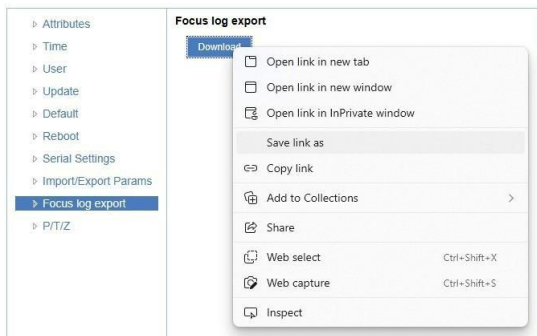 Attributes
Time
User
Update
Default
Reboot
Serial Settings
Import/Export Params
Focus log export
P/T/Z
Focus log export
Download
Open link in new tab
Open link in new window
Open link in InPrivate window
Save link as
Copy link
Add to Collections
Share
Web select Ctrl+Shift+X
Web capture Ctrl+Shift+S
Inspect